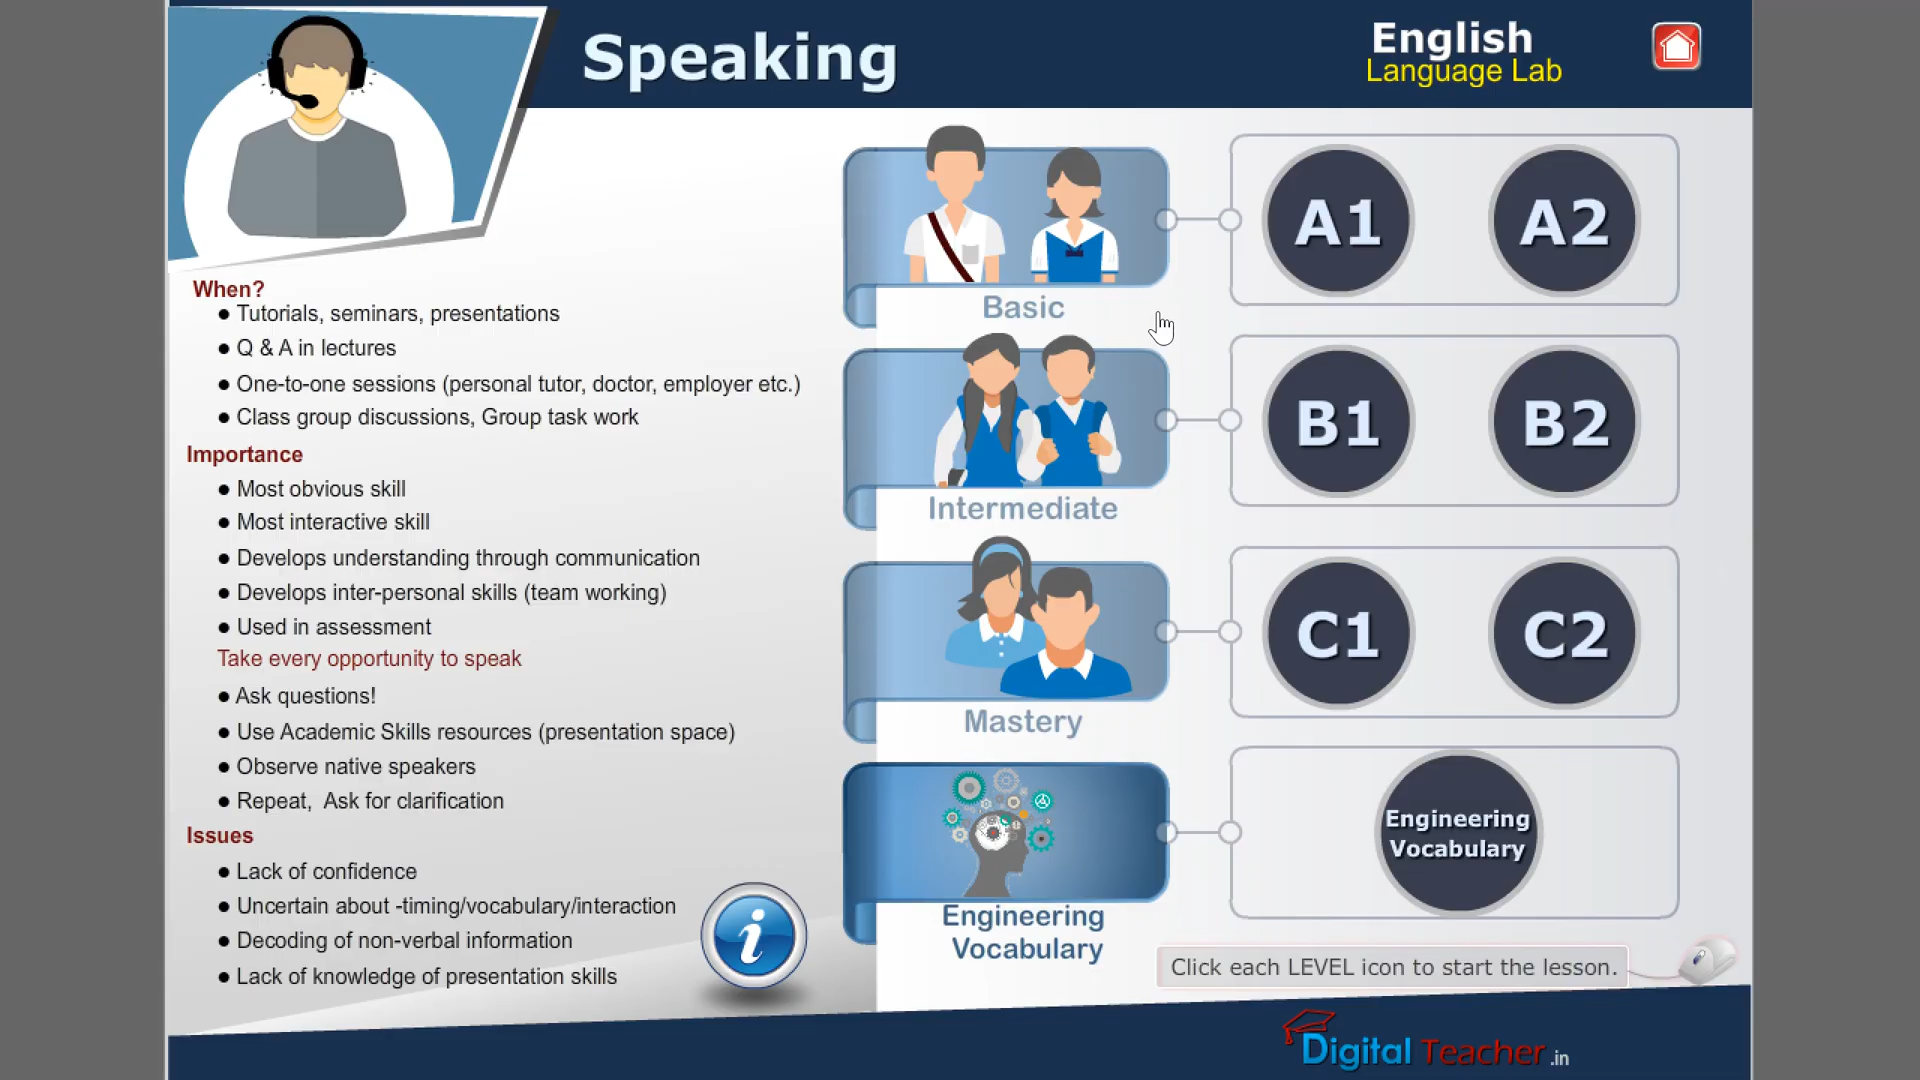 Speaking
English
Language Lab
When?
● Tutorials, seminars, presentations
● Q & A in lectures
● One-to-one sessions (personal tutor, doctor, employer etc.)
● Class group discussions, Group task work
Importance
● Most obvious skill
● Most interactive skill
● Develops understanding through communication
● Develops inter-personal skills (team working)
● Used in assessment
Take every opportunity to speak
● Ask questions!
● Use Academic Skills resources (presentation space)
● Observe native speakers
● Repeat, Ask for clarification
Issues
● Lack of confidence
● Uncertain about -timing/vocabulary/interaction
● Decoding of non-verbal information
● Lack of knowledge of presentation skills
i
Basic
A1 A2
Intermediate
B1 B2
Mastery
C1 C2
Engineering
Vocabulary
Engineering
Vocabulary
Click each LEVEL icon to start the lesson.
Digital Teacher.in